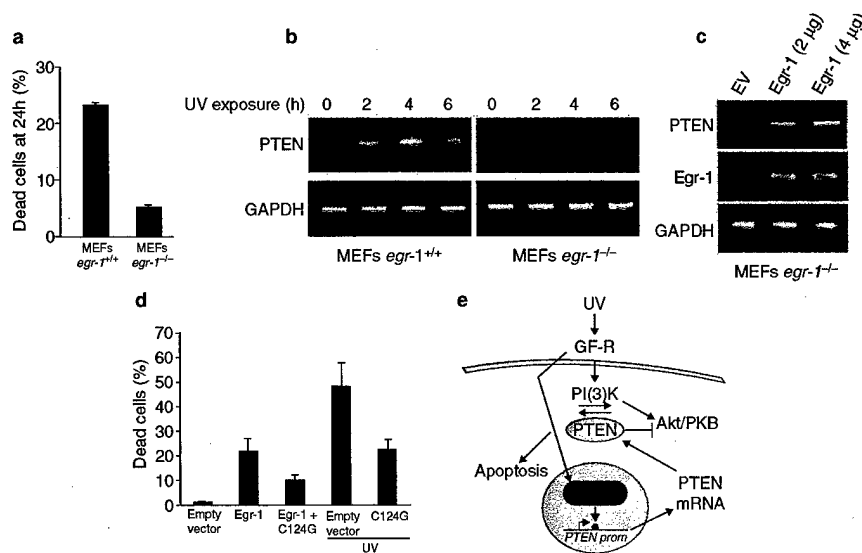 a
Dead cells at 24h (%)
30
20
10
0
MEFs egr-1+/+
MEFs egr-1–/–
b
UV exposure (h) 0 2 4 6 0 2 4 6
PTEN
GAPDH
MEFs egr-1+/+ MEFs egr-1–/–
c
EV Egr-1 (2 µg) Egr-1 (4 µg)
PTEN
Egr-1
GAPDH
MEFs egr-1–/–
d
Dead cells (%)
70
60
50
40
30
20
10
0
Empty vector
Egr-1
Egr-1 + C124G
Empty vector
C124G
UV
e
UV
GF-R
PI(3)K
Akt/PKB
PTEN
Apoptosis
PTEN
mRNA
PTEN prom